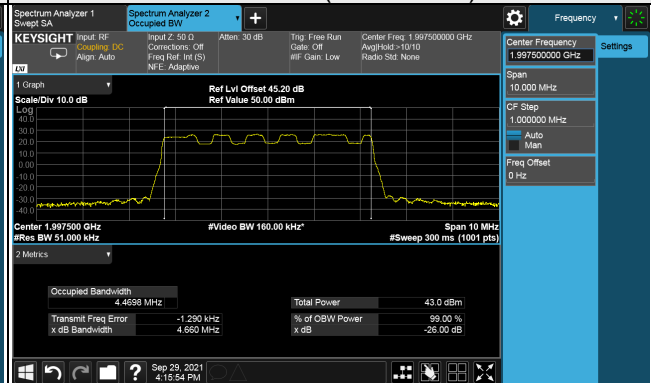 Spectrum Analyzer 1
Swept SA
Spectrum Analyzer 2
Occupied BW
Frequency
KEYSIGHT
Input: RF
Coupling: DC
Align: Auto
Input Z: 50 Ω
Corrections: Off
Freq Ref: Int (S)
NFE: Adaptive
Atten: 30 dB
Trig: Free Run
Gate: Off
#IF Gain: Low
Center Freq: 1.997500000 GHz
Avg|Hold:>10/10
Radio Std: None
LXI
Center Frequency
1.997500000 GHz
Settings
Span
10.000 MHz
CF Step
1.000000 MHz
Auto
Man
Freq Offset
0 Hz
1 Graph
Scale/Div 10.0 dB
Ref Lvl Offset 45.20 dB
Ref Value 50.00 dBm
Log
40.0
30.0
20.0
10.0
0.00
-10.0
-20.0
-30.0
-40.0
Center 1.997500 GHz
#Res BW 51.000 kHz
#Video BW 160.00 kHz*
Span 10 MHz
#Sweep 300 ms (1001 pts)
2 Metrics
Occupied Bandwidth
4.4698 MHz
Total Power 43.0 dBm
Transmit Freq Error -1.290 kHz
% of OBW Power 99.00 %
x dB Bandwidth 4.660 MHz
x dB -26.00 dB
?
Sep 29, 2021
4:15:54 PM